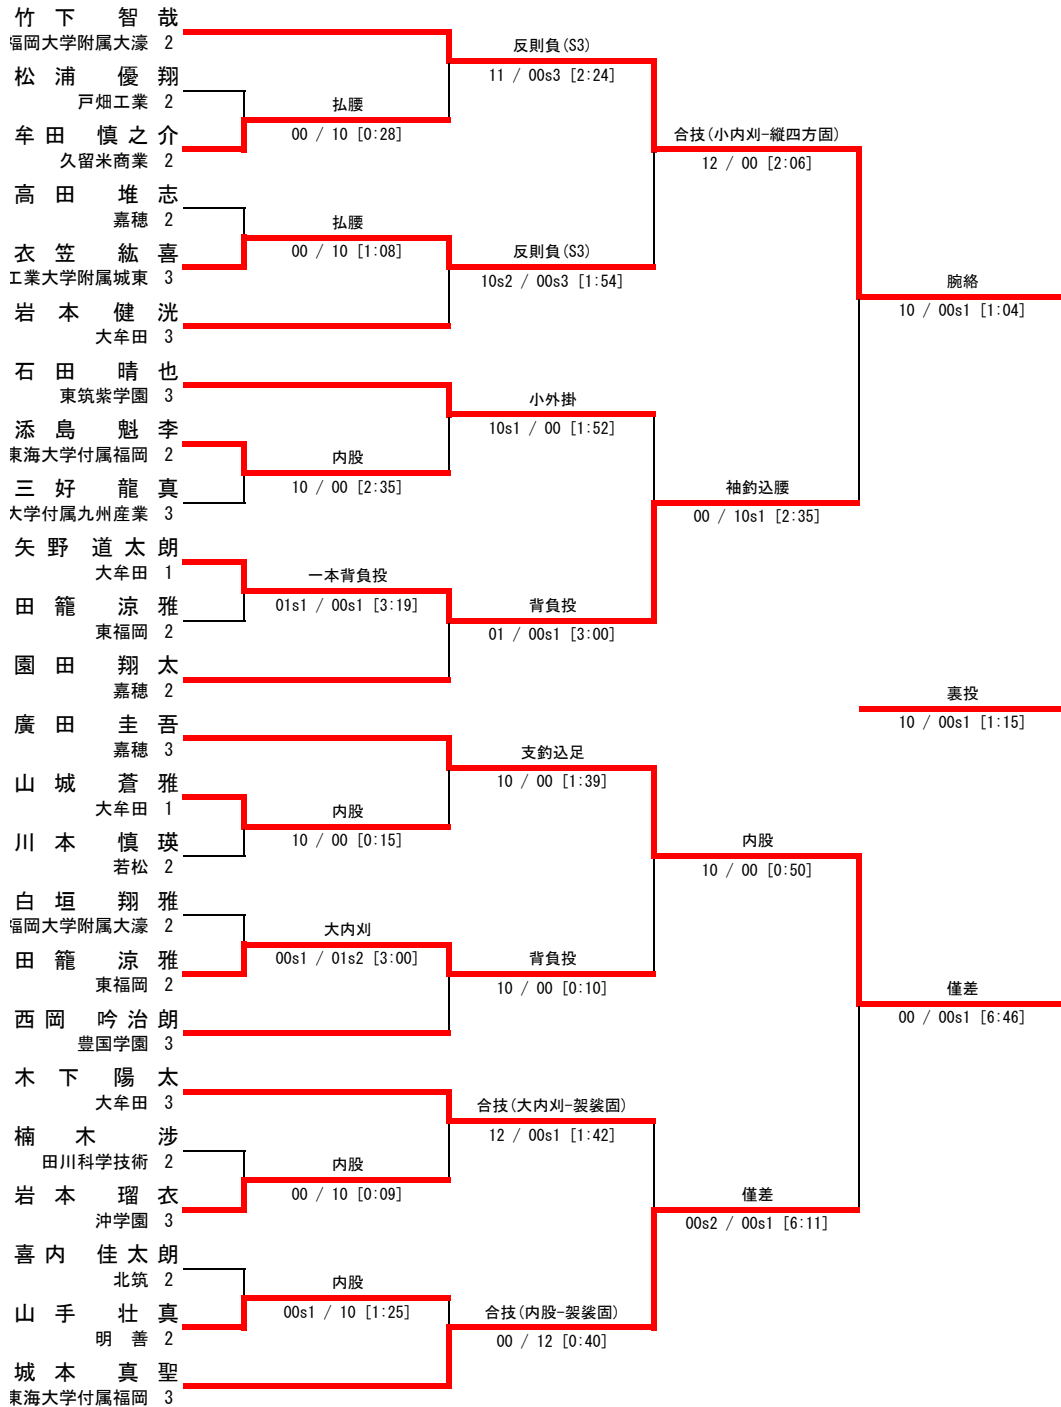 竹下 智哉
福岡大学附属大濠 2
松浦 優翔
戸畑工業 2
牟田 慎之介
久留米商業 2
高田 堆志
嘉穂 2
衣笠 紘喜
工業大学附属城東 3
岩本 健洸
大牟田 3
石田 晴也
東筑紫学園 3
添島 魁李
東海大学付属福岡 2
三好 龍真
大学付属九州産業 3
矢野 道太朗
大牟田 1
田籠 涼雅
東福岡 2
園田 翔太
嘉穂 2
廣田 圭吾
嘉穂 3
山城 蒼雅
大牟田 1
川本 慎瑛
若松 2
白垣 翔雅
福岡大学附属大濠 2
田籠 涼雅
東福岡 2
西岡 吟治朗
豊国学園 3
木下 陽太
大牟田 3
楠木 渉
田川科学技術 2
岩本 瑠衣
沖学園 3
喜内 佳太朗
北筑 2
山手 壮真
明 善 2
城本 真聖
東海大学付属福岡 3
払腰
00 / 10 [0:28]
払腰
00 / 10 [1:08]
内股
10 / 00 [2:35]
一本背負投
01s1 / 00s1 [3:19]
内股
10 / 00 [0:15]
大内刈
00s1 / 01s2 [3:00]
内股
00 / 10 [0:09]
内股
00s1 / 10 [1:25]
反則負(S3)
11 / 00s3 [2:24]
反則負(S3)
10s2 / 00s3 [1:54]
小外掛
10s1 / 00 [1:52]
背負投
01 / 00s1 [3:00]
支釣込足
10 / 00 [1:39]
背負投
10 / 00 [0:10]
合技(大内刈-袈裟固)
12 / 00s1 [1:42]
合技(内股-袈裟固)
00 / 12 [0:40]
合技(小内刈-縦四方固)
12 / 00 [2:06]
袖釣込腰
00 / 10s1 [2:35]
内股
10 / 00 [0:50]
僅差
00s2 / 00s1 [6:11]
腕絡
10 / 00s1 [1:04]
裏投
10 / 00s1 [1:15]
僅差
00 / 00s1 [6:46]